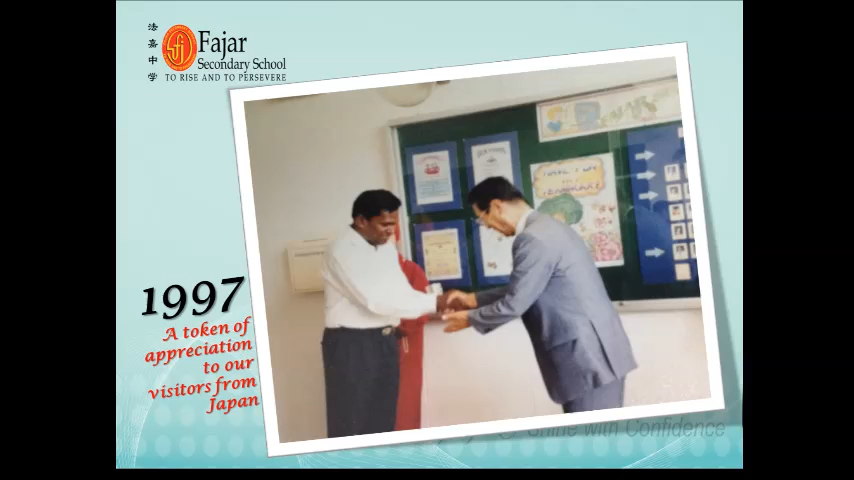 法嘉中学
Fajar
Secondary School
TO RISE AND TO PERSEVERE
1997
A token of
appreciation
to our
visitors from
Japan
Shine with Confidence